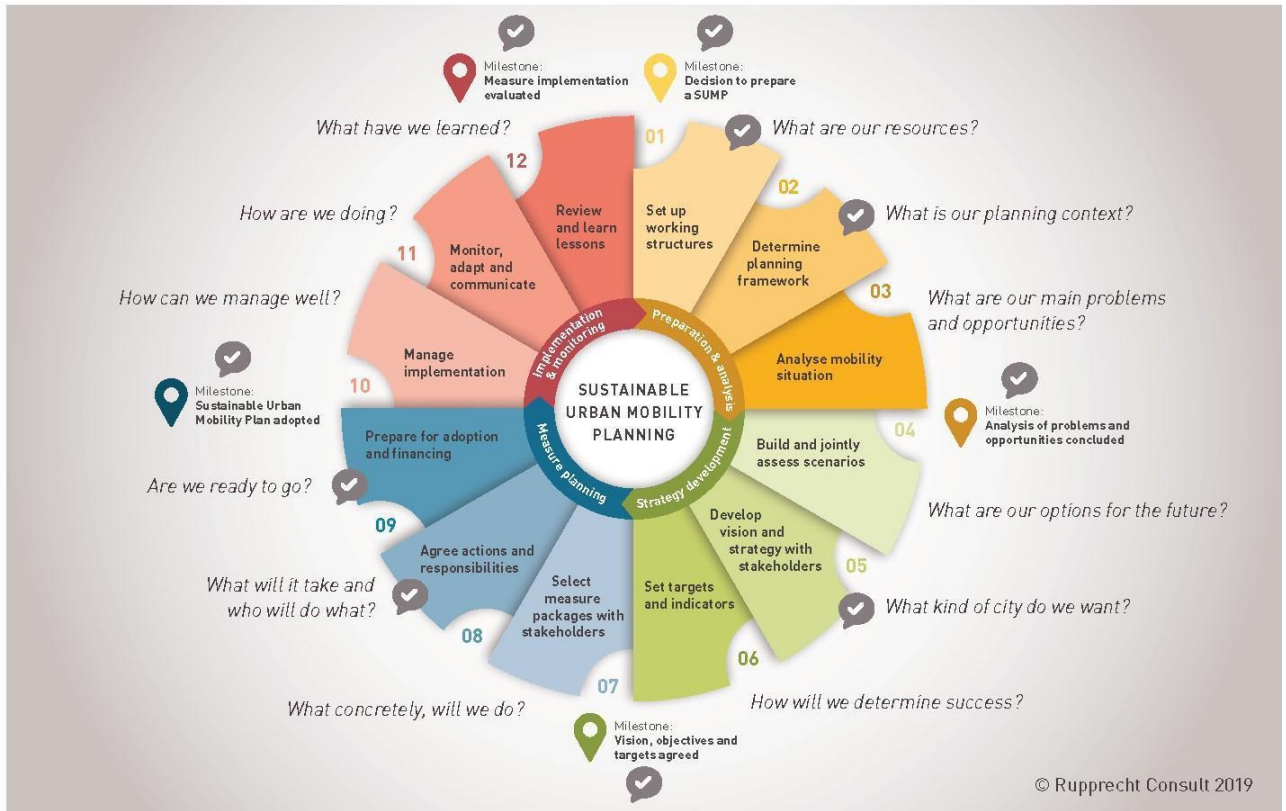 Milestone:
Measure implementation
evaluated
Milestone:
Decision to prepare
a SUMP
What have we learned?
What are our resources?
How are we doing?
What is our planning context?
How can we manage well?
What are our main problems
and opportunities?
01
Set up
working
structures
02
Determine
planning
framework
03
Analyse mobility
situation
Milestone:
Analysis of problems and
opportunities concluded
04
Build and jointly
assess scenarios
What are our options for the future?
05
Develop
vision and
strategy with
stakeholders
What kind of city do we want?
06
Set targets
and indicators
How will we determine success?
Milestone:
Vision, objectives and
targets agreed
07
Select
measure
packages with
stakeholders
What concretely, will we do?
08
Agree actions and
responsibilities
What will it take and
who will do what?
09
Prepare for adoption
and financing
Are we ready to go?
Milestone:
Sustainable Urban
Mobility Plan adopted
10
Manage
implementation
11
Monitor,
adapt and
communicate
12
Review
and learn
lessons
Preparation & analysis
Strategy development
Measure planning
Implementation
& monitoring
SUSTAINABLE
URBAN MOBILITY
PLANNING
© Rupprecht Consult 2019